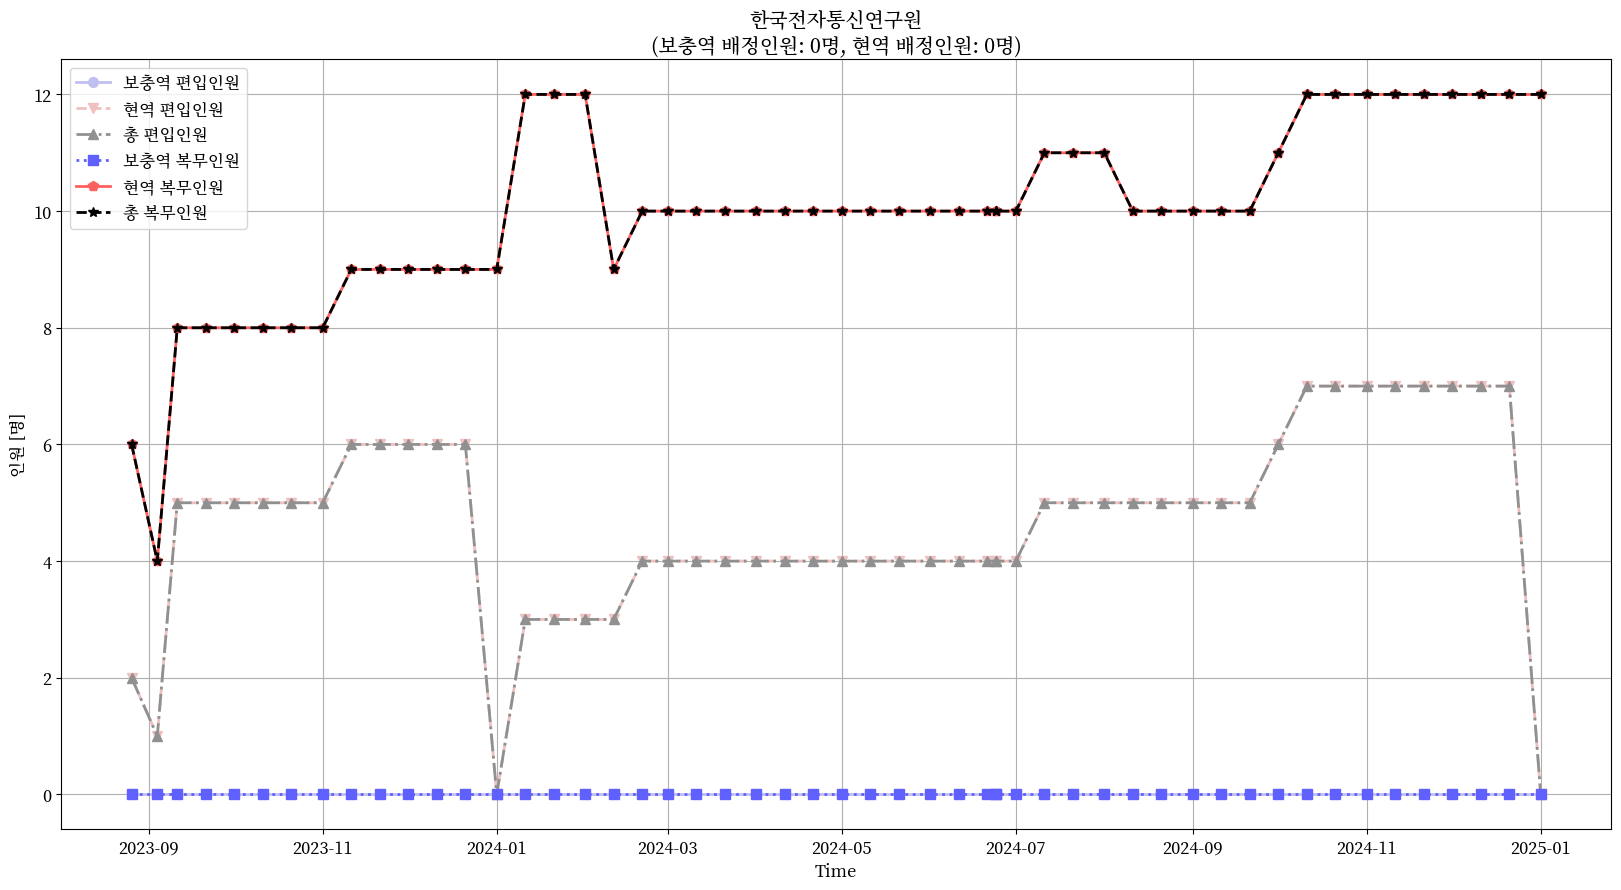 한국전자통신연구원
(보충역 배정인원: 0명, 현역 배정인원: 0명)
보충역 편입인원
현역 편입인원
총 편입인원
보충역 복무인원
현역 복무인원
총 복무인원
12
10
8
6
4
2
0
인원 [명]
2023-09 2023-11 2024-01 2024-03 2024-05 2024-07 2024-09 2024-11 2025-01
Time